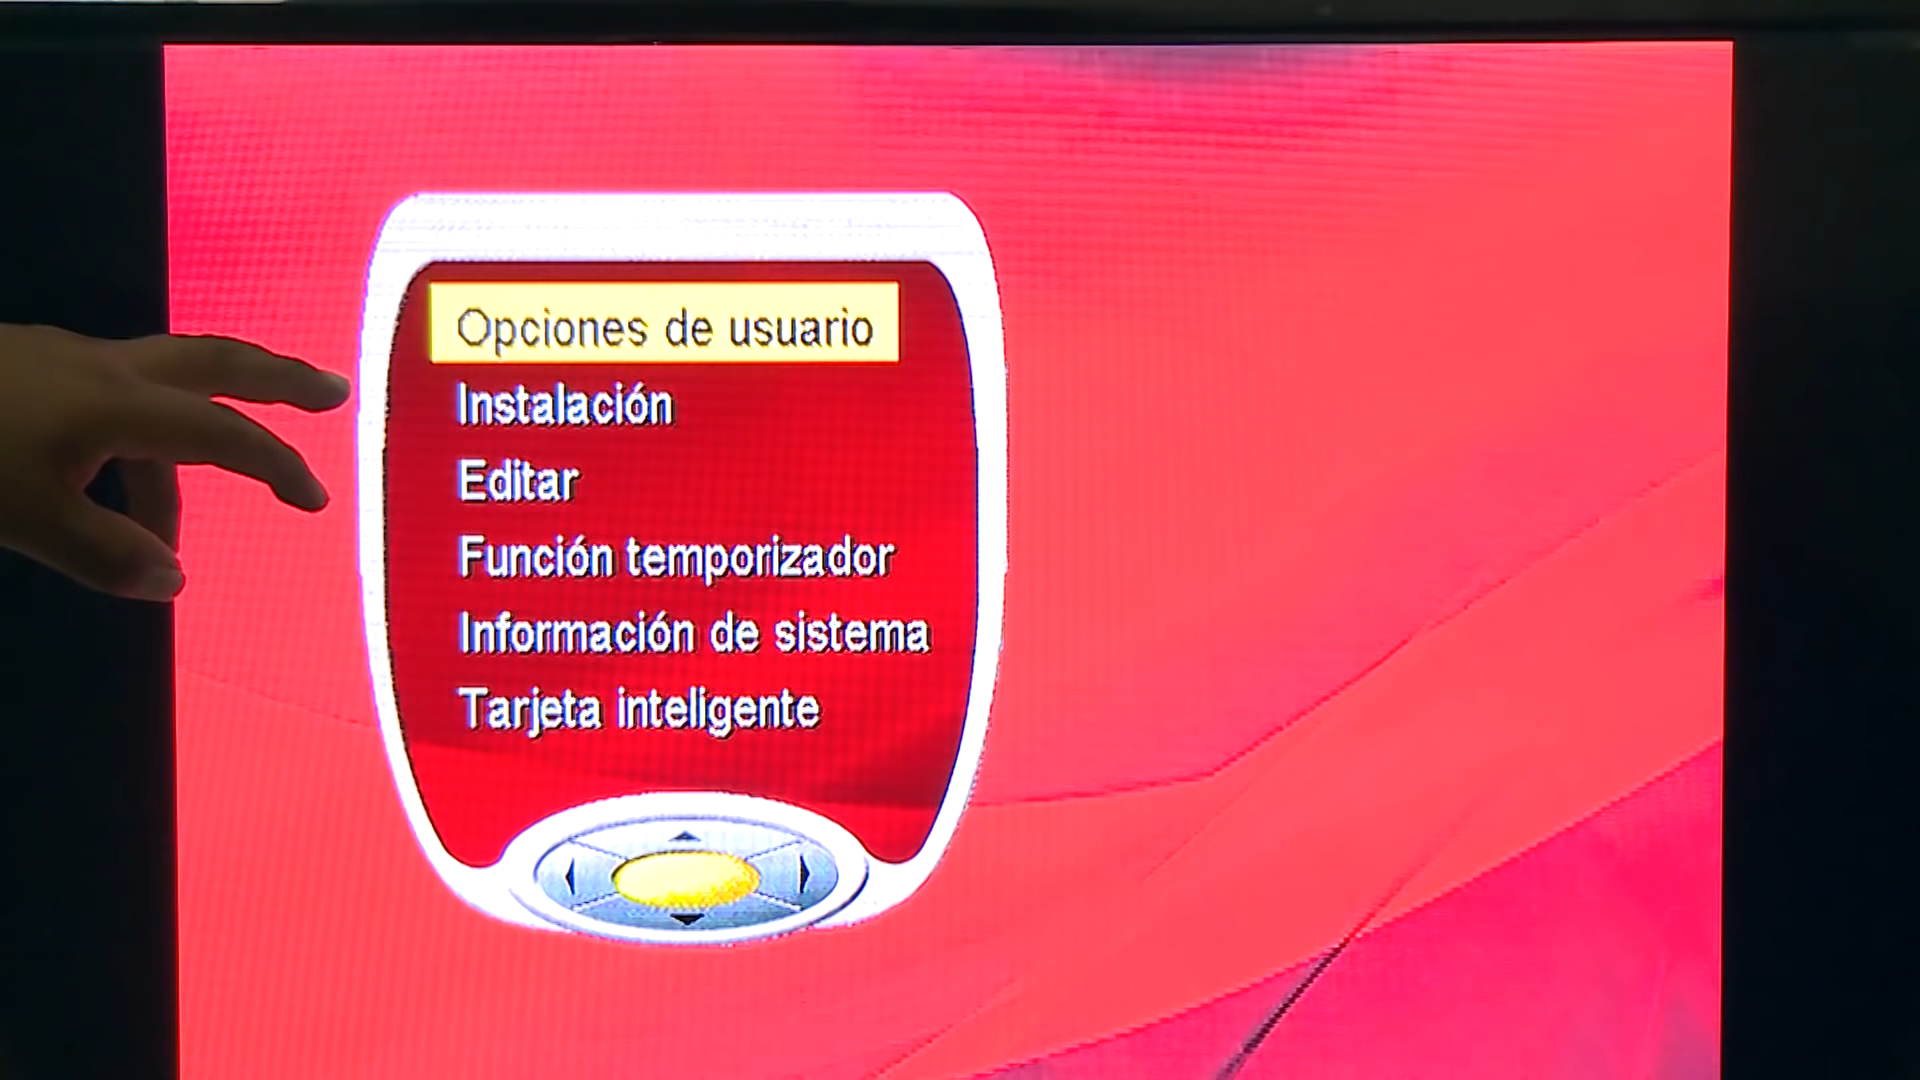 Opciones de usuario
Instalación
Editar
Función temporizador
Información de sistema
Tarjeta inteligente